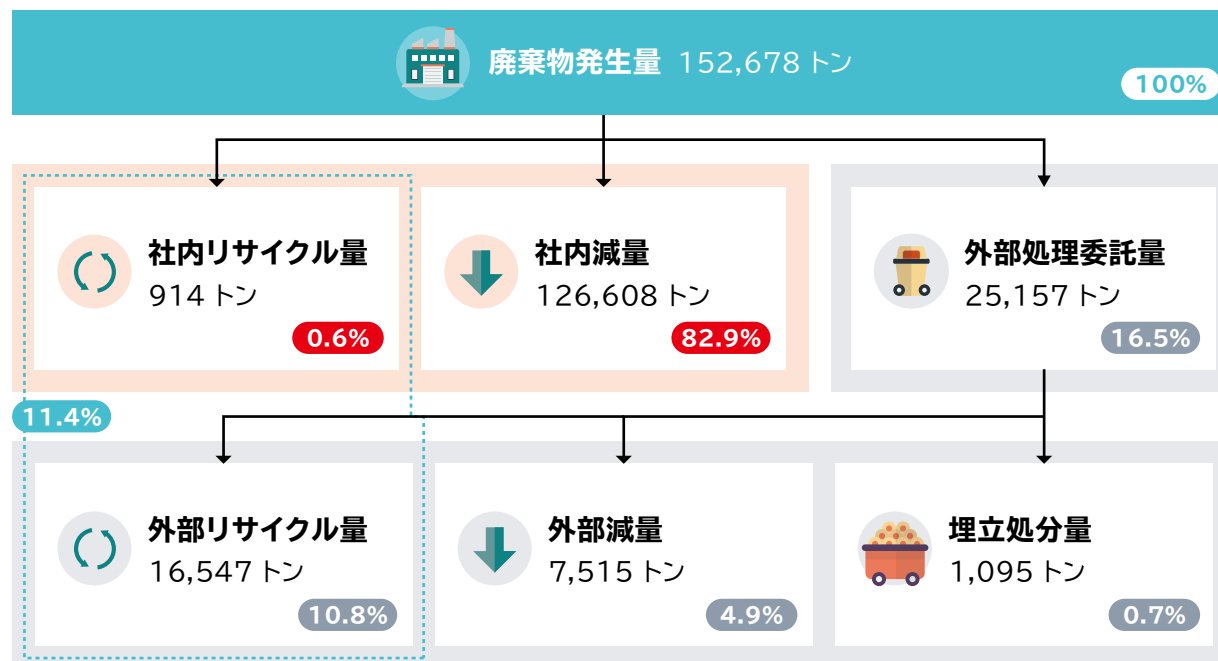 廃棄物発生量 152,678 トン
100%
社内リサイクル量
914 トン
0.6%
社内減量
126,608 トン
82.9%
外部処理委託量
25,157 トン
16.5%
11.4%
外部リサイクル量
16,547 トン
10.8%
外部減量
7,515 トン
4.9%
埋立処分量
1,095 トン
0.7%